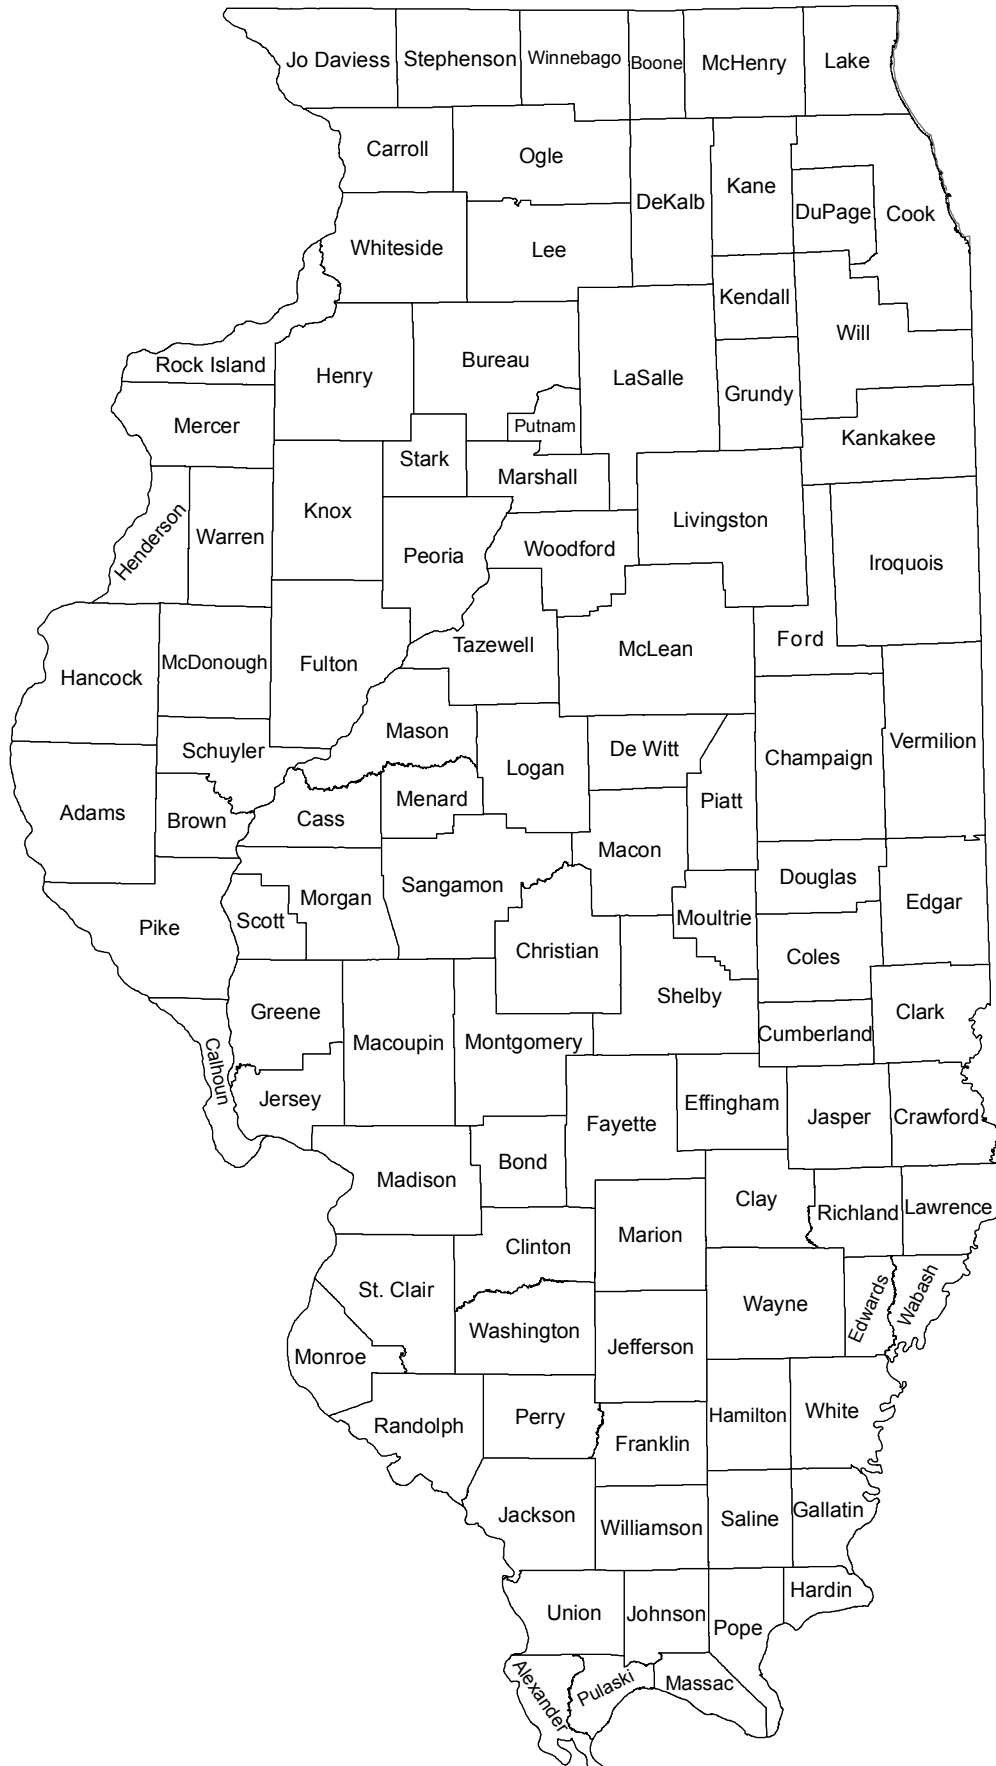 Jo Daviess
Stephenson
Winnebago
Boone
McHenry
Lake
Carroll
Ogle
DeKalb
Kane
DuPage
Cook
Whiteside
Lee
Kendall
Will
Rock Island
Henry
Bureau
LaSalle
Grundy
Mercer
Putnam
Kankakee
Stark
Marshall
Henderson
Warren
Knox
Peoria
Woodford
Livingston
Iroquois
Hancock
McDonough
Fulton
Tazewell
McLean
Ford
Schuyler
Mason
Logan
De Witt
Champaign
Vermilion
Adams
Brown
Cass
Menard
Piatt
Macon
Pike
Scott
Morgan
Sangamon
Christian
Moultrie
Douglas
Edgar
Coles
Shelby
Greene
Calhoun
Macoupin
Montgomery
Cumberland
Clark
Jersey
Fayette
Effingham
Jasper
Crawford
Madison
Bond
Clay
Richland
Lawrence
Clinton
Marion
St. Clair
Wayne
Edwards
Wabash
Monroe
Washington
Jefferson
Randolph
Perry
Franklin
Hamilton
White
Jackson
Williamson
Saline
Gallatin
Union
Johnson
Pope
Hardin
Alexander
Pulaski
Massac